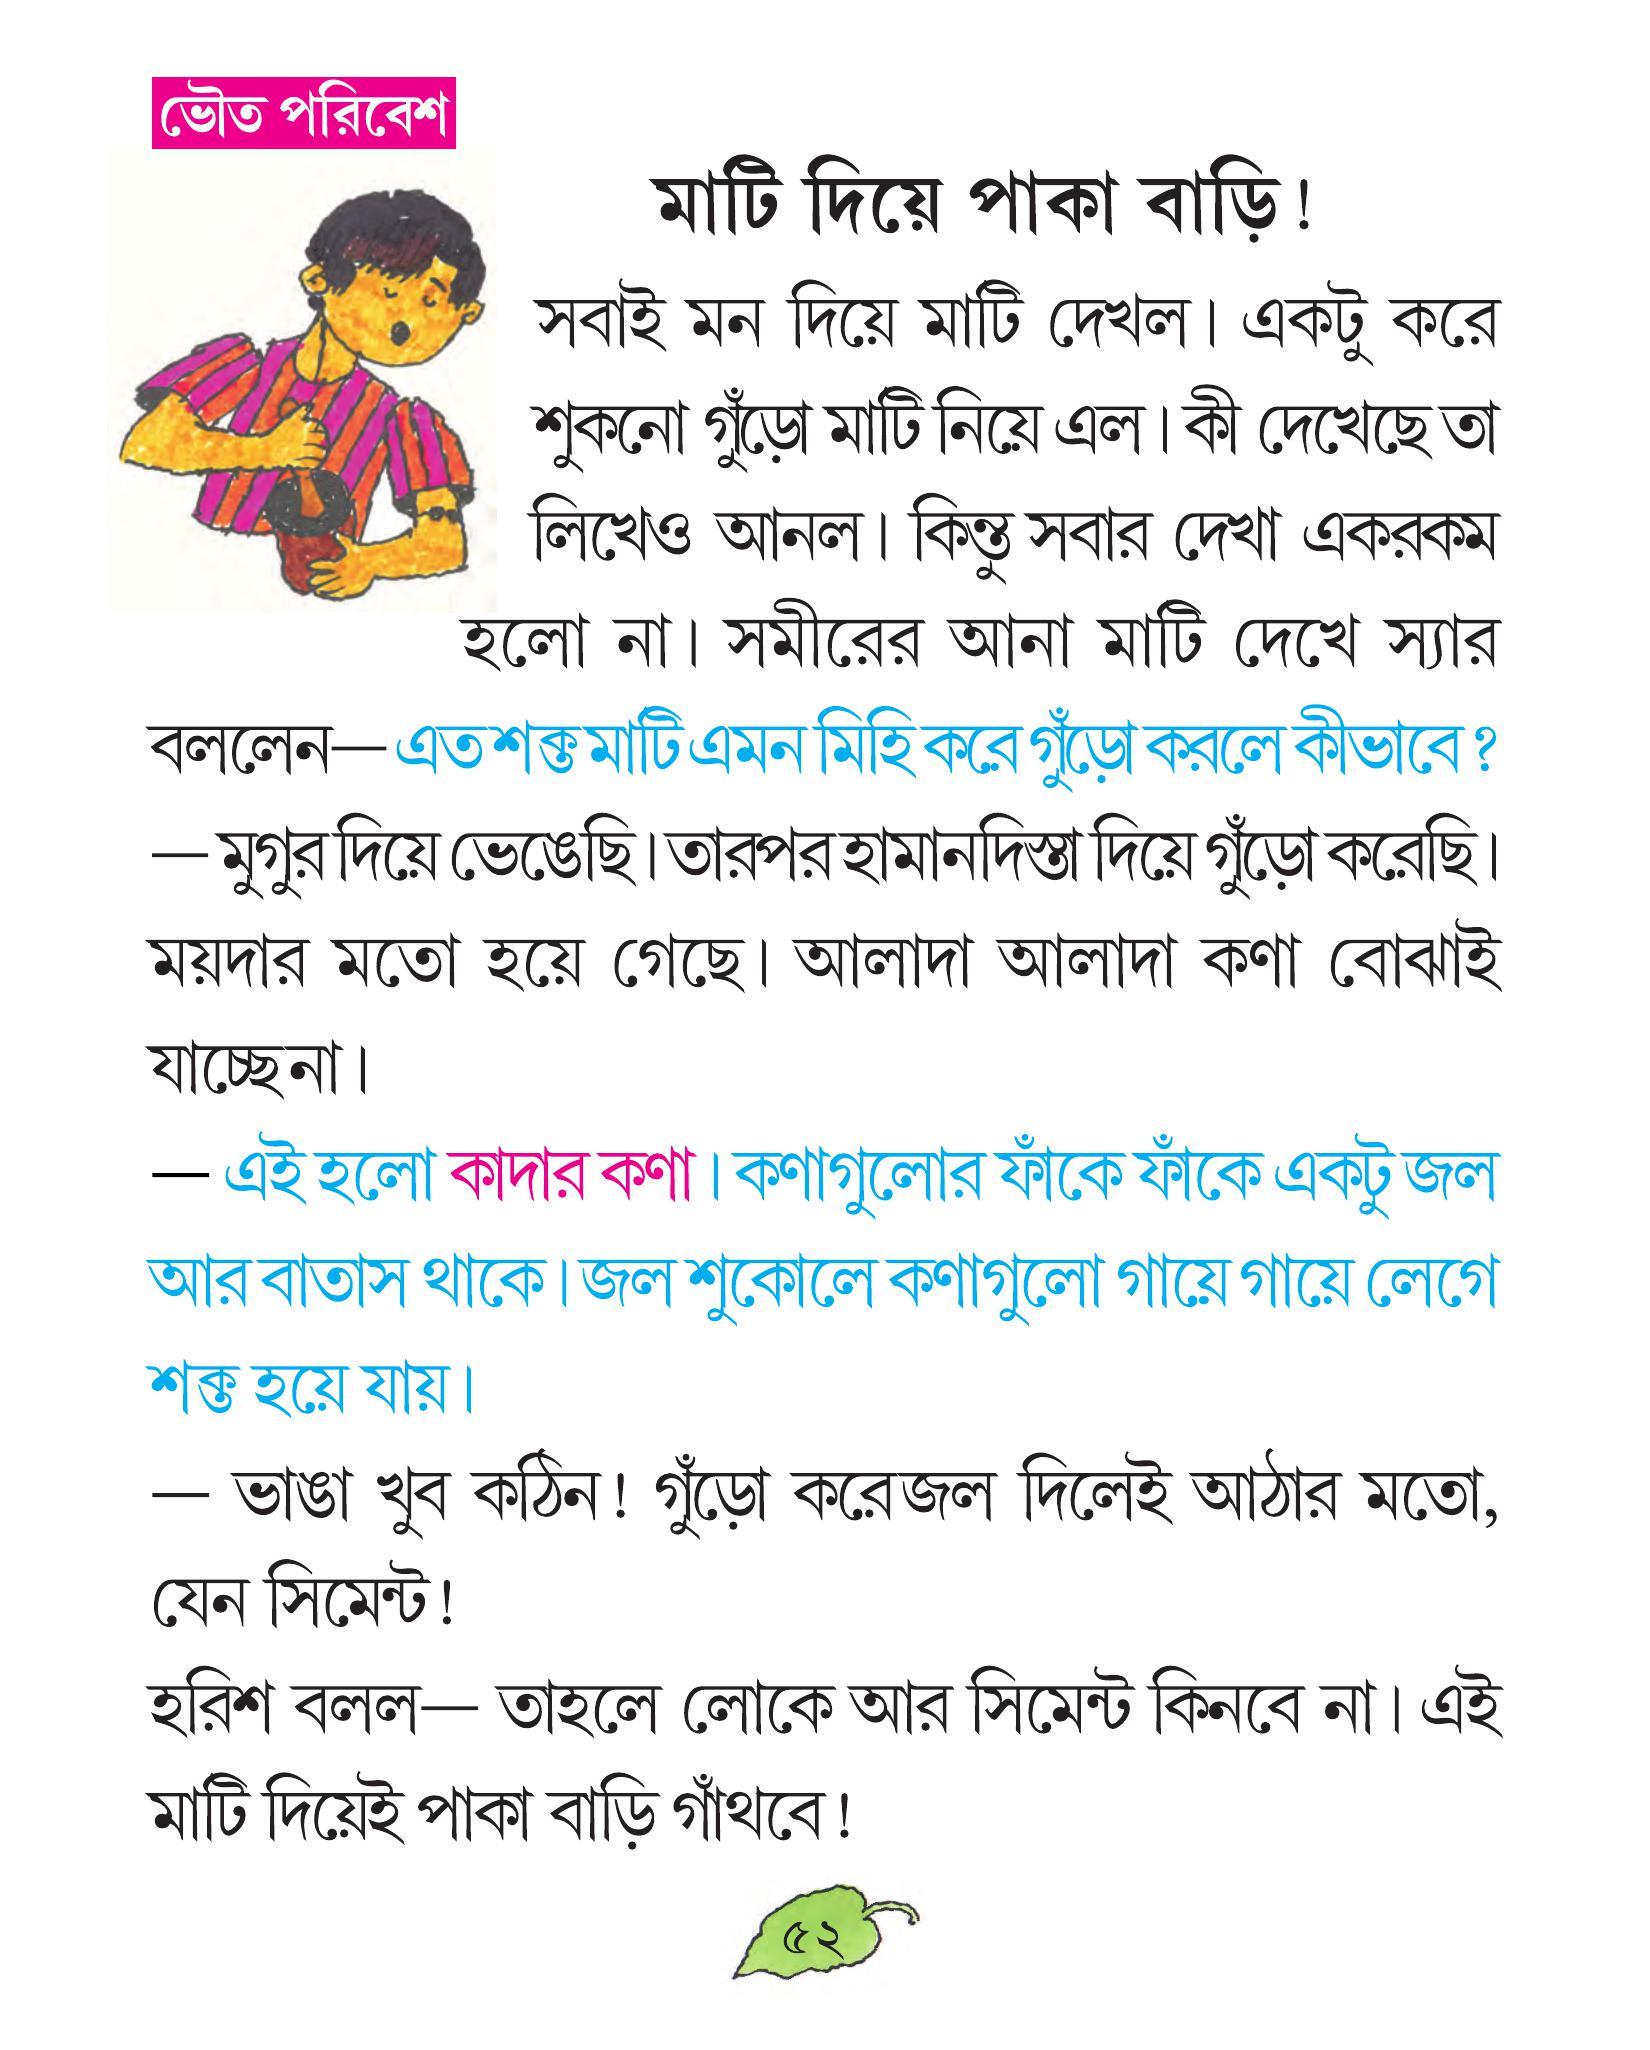 ভৌত পরিবেশ
মাটি দিয়ে পাকা বাড়ি!
সবাই মন দিয়ে মাটি দেখল। একটু করে
শুকনো গুঁড়ো মাটি নিয়ে এল। কী দেখেছে তা
লিখেও আনল। কিন্তু সবার দেখা একরকম
হলো না। সমীরের আনা মাটি দেখে স্যার
বললেন— এত শক্ত মাটি এমন মিহি করে গুঁড়ো করলে কীভাবে?
— মুগুর দিয়ে ভেঙেছি। তারপর হামানদিস্তা দিয়ে গুঁড়ো করেছি।
ময়দার মতো হয়ে গেছে। আলাদা আলাদা কণা বোঝাই
যাচ্ছে না।
— এই হলো কাদার কণা। কণাগুলোর ফাঁকে ফাঁকে একটু জল
আর বাতাস থাকে। জল শুকোলে কণাগুলো গায়ে গায়ে লেগে
শক্ত হয়ে যায়।
— ভাঙা খুব কঠিন! গুঁড়ো করে জল দিলেই আঠার মতো,
যেন সিমেন্ট!
হরিশ বলল— তাহলে লোকে আর সিমেন্ট কিনবে না। এই
মাটি দিয়েই পাকা বাড়ি গাঁথবে!
৫২